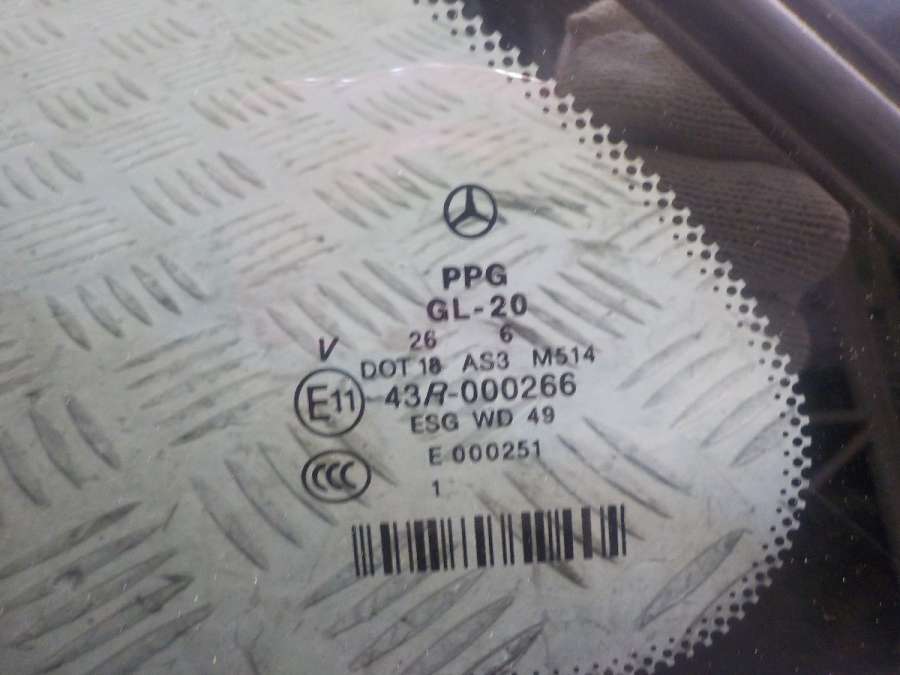 PPG
GL-20
26 6
V
DOT 18 AS3 M514
E11 43R-000266
ESG WD 49
E 000251
CCC
1